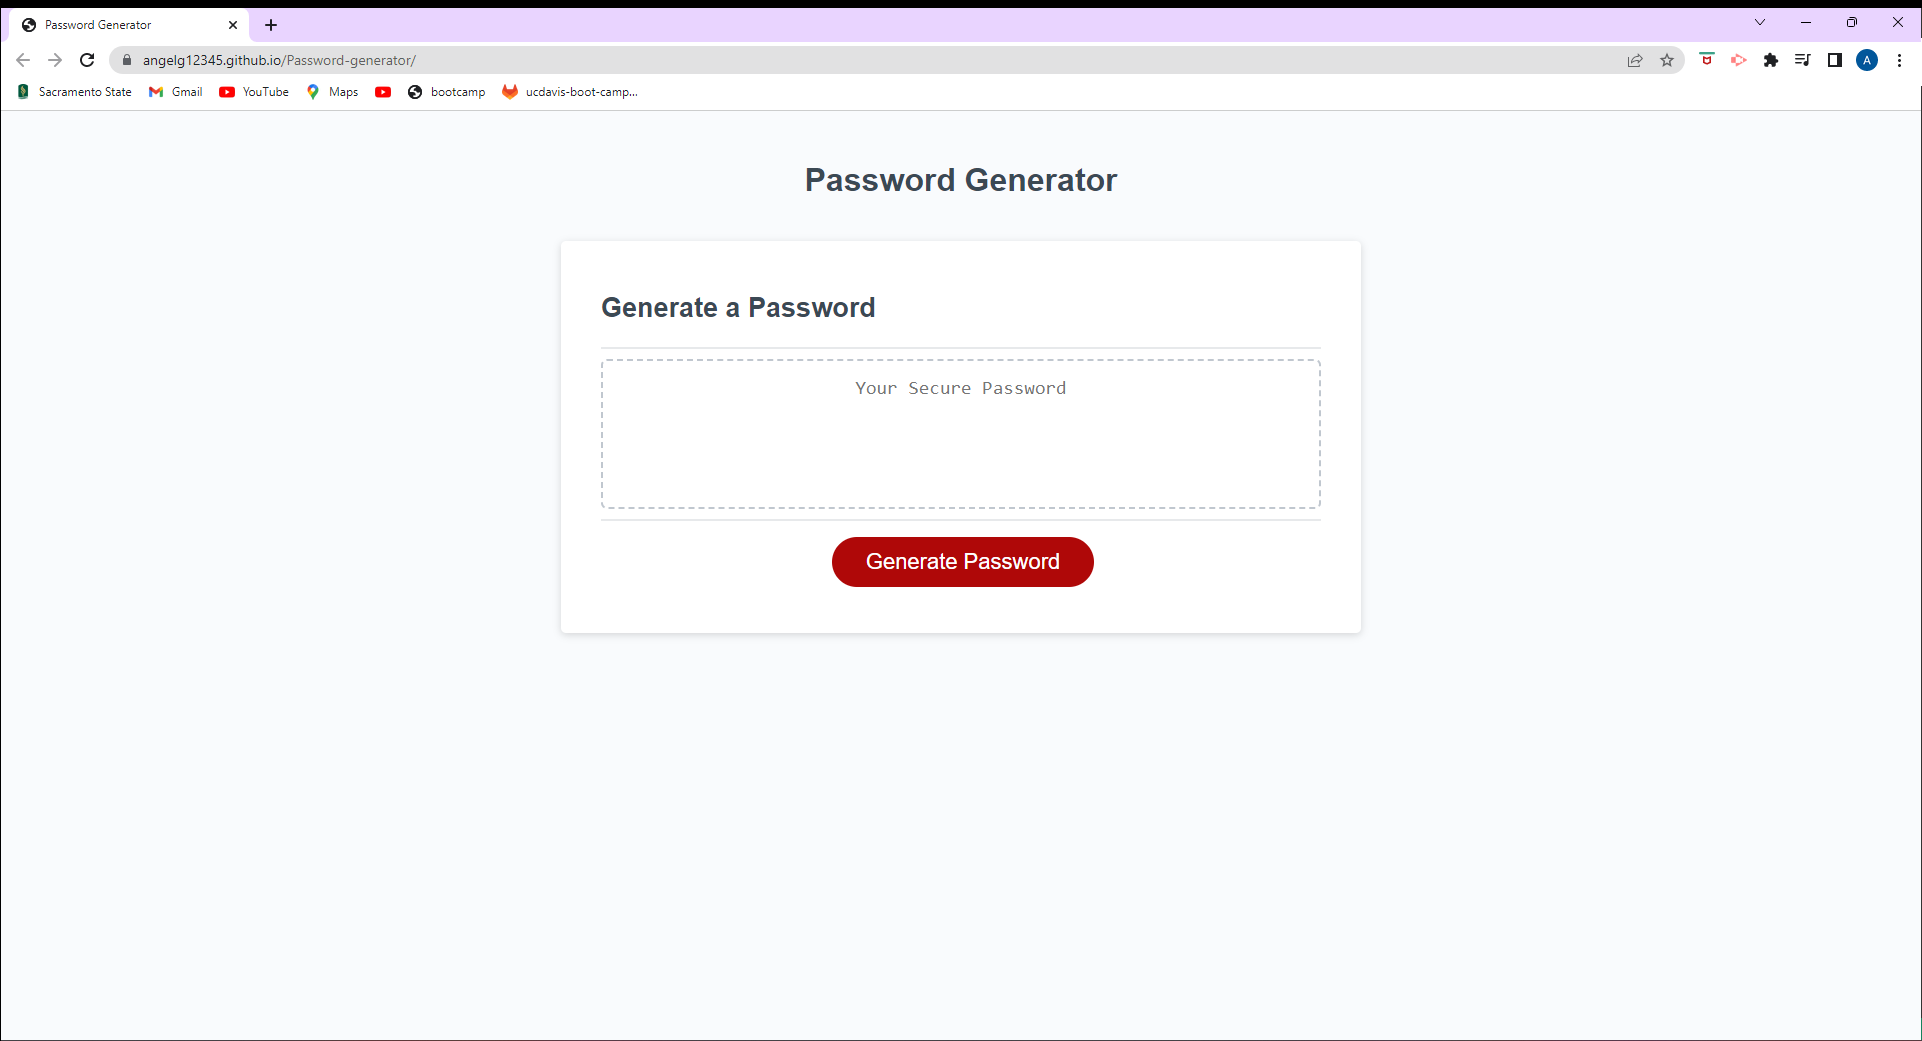 Password Generator
angelg12345.github.io/Password-generator/
A
Sacramento State
Gmail
YouTube
Maps
bootcamp
ucdavis-boot-camp...
Password Generator
Generate a Password
Your Secure Password
Generate Password